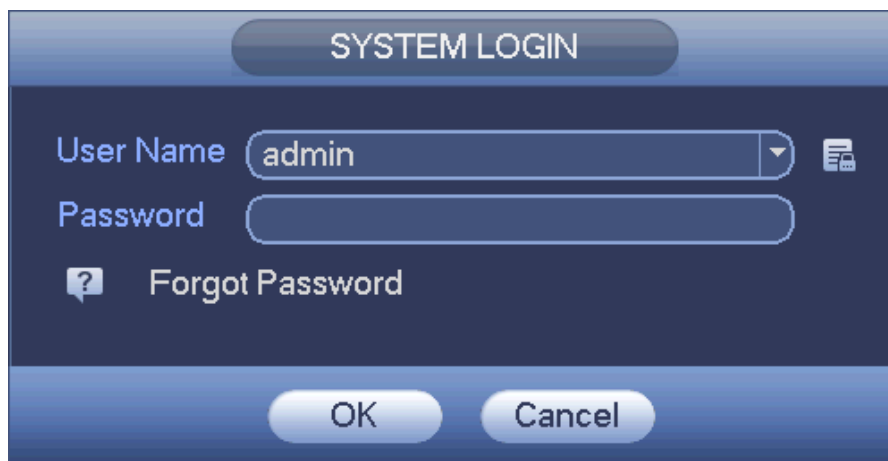 SYSTEM LOGIN
User Name admin
Password
? Forgot Password
OK Cancel